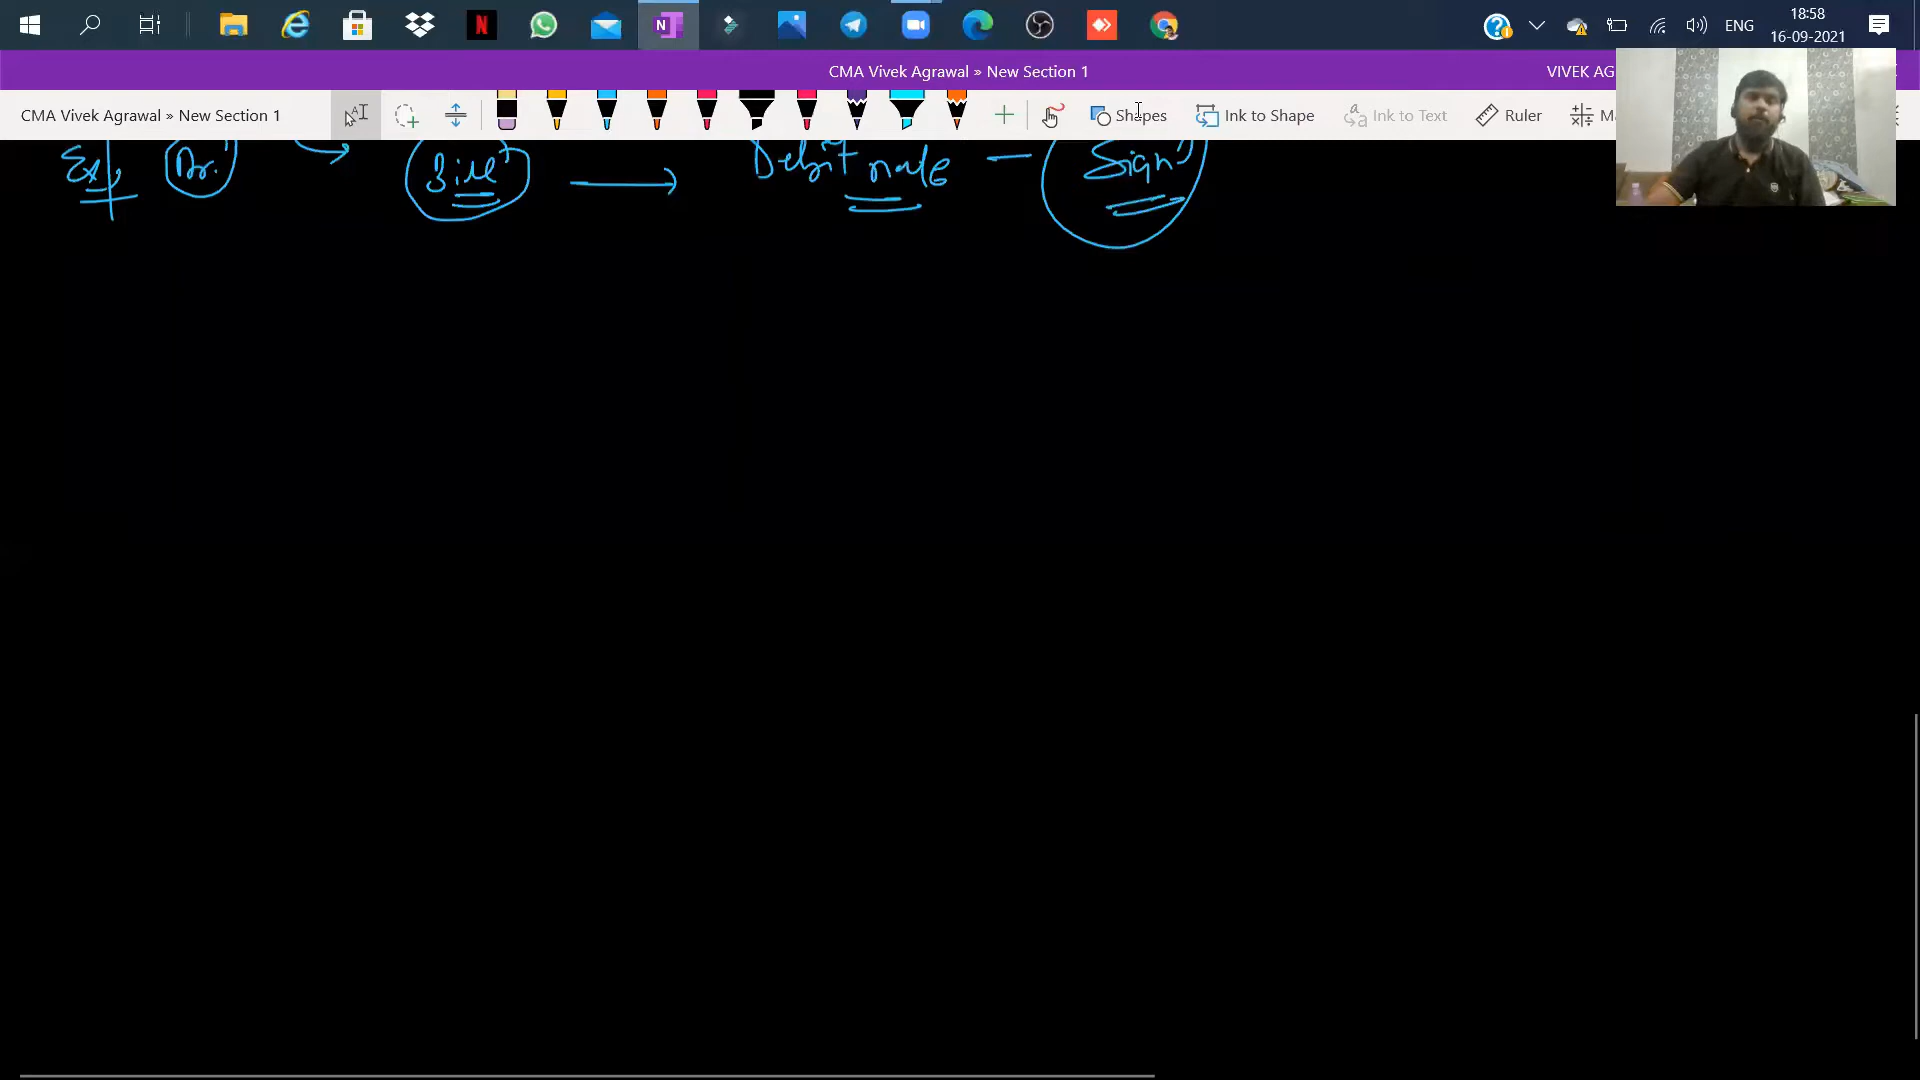 ENG
18:58
16-09-2021
CMA Vivek Agrawal » New Section 1
VIVEK AG
CMA Vivek Agrawal » New Section 1
Shapes
Ink to Shape
Ink to Text
Ruler
M
Exp Dr. Bill Debit note Sign